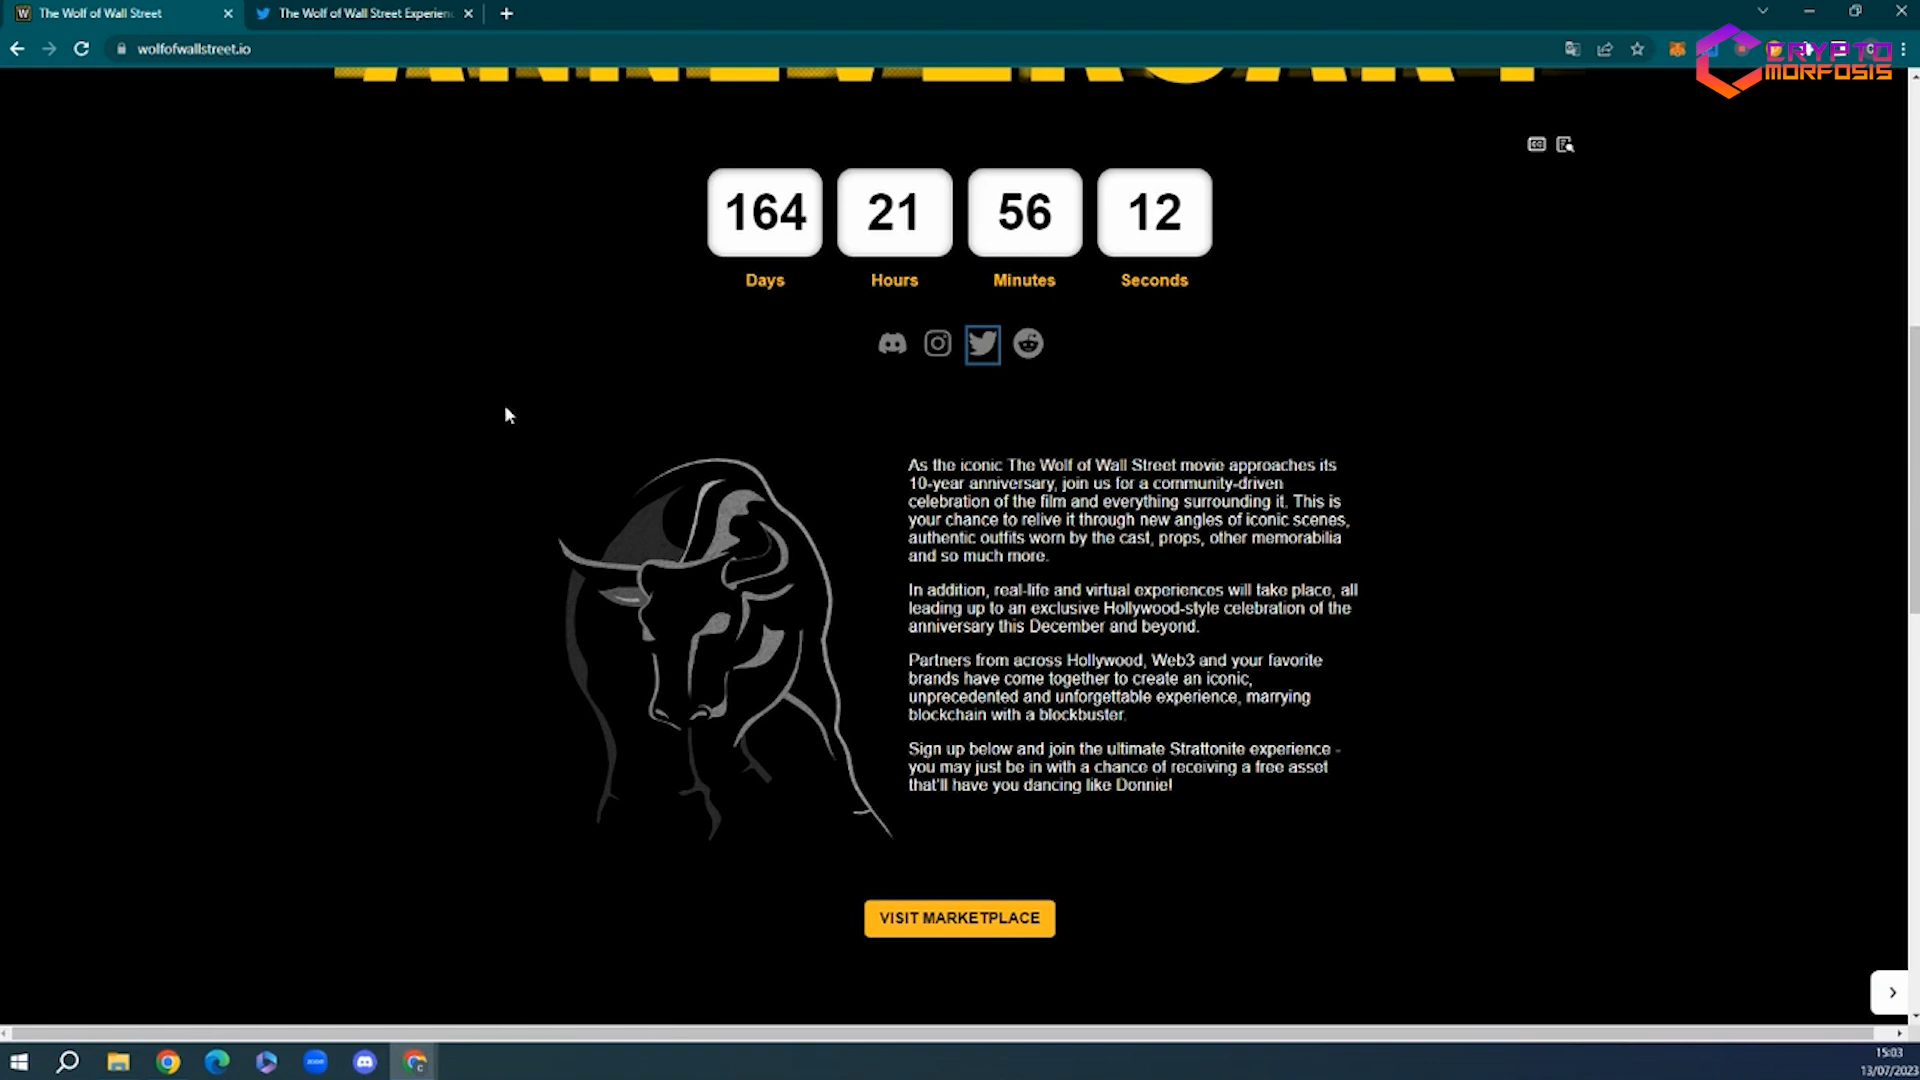 The Wolf of Wall Street
The Wolf of Wall Street Experien
wolfofwallstreet.io
CRYPTO
MORFOSIS
ANNIVERSARY
164
21
56
12
Days
Hours
Minutes
Seconds
As the iconic The Wolf of Wall Street movie approaches its
10-year anniversary, join us for a community-driven
celebration of the film and everything surrounding it. This is
your chance to relive it through new angles of iconic scenes,
authentic outfits worn by the cast, props, other memorabilia
and so much more.
In addition, real-life and virtual experiences will take place, all
leading up to an exclusive Hollywood-style celebration of the
anniversary this December and beyond.
Partners from across Hollywood, Web3 and your favorite
brands have come together to create an iconic,
unprecedented and unforgettable experience, marrying
blockchain with a blockbuster.
Sign up below and join the ultimate Strattonite experience -
you may just be in with a chance of receiving a free asset
that'll have you dancing like Donnie!
VISIT MARKETPLACE
zoom
15:03
13/07/2023